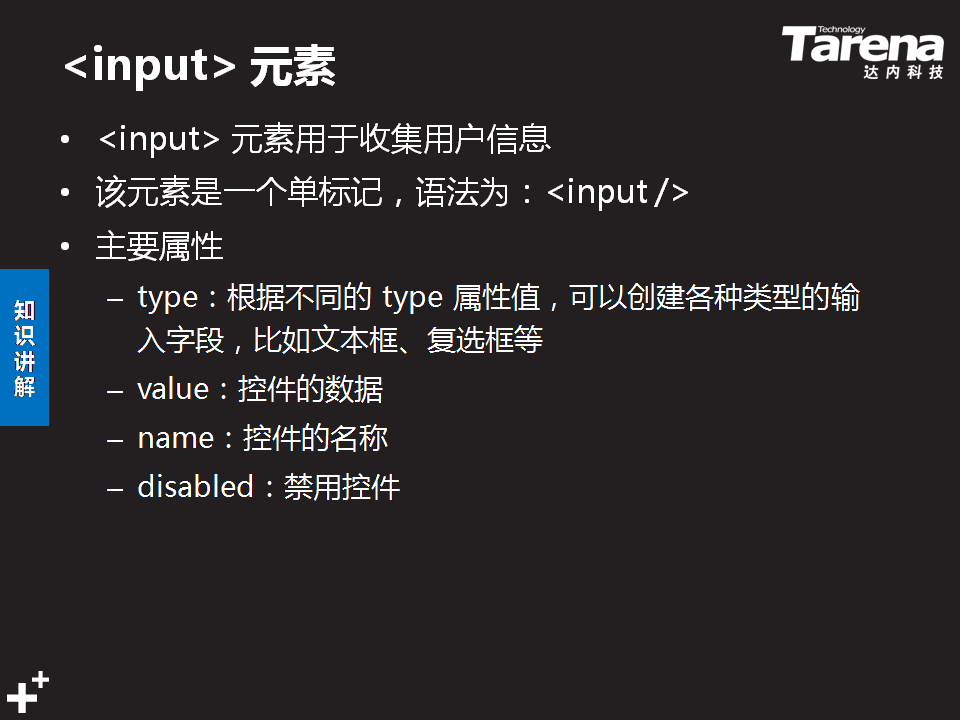 <input> 元素
Technology
Tarena
达内科技
• <input> 元素用于收集用户信息
• 该元素是一个单标记，语法为：<input />
• 主要属性
– type：根据不同的 type 属性值，可以创建各种类型的输
入字段，比如文本框、复选框等
– value：控件的数据
– name：控件的名称
– disabled：禁用控件
知
识
讲
解